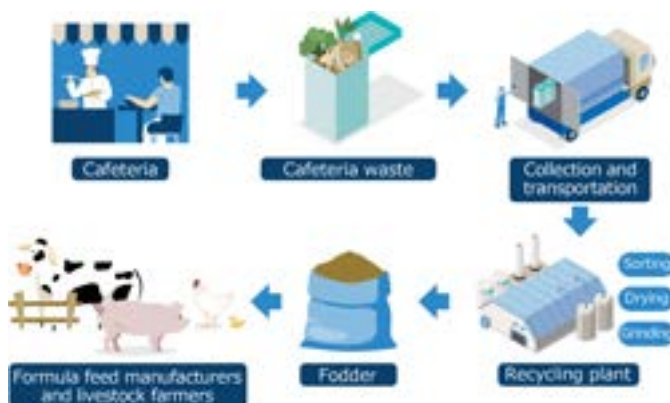 Cafeteria
Cafeteria waste
Collection and
transportation
Sorting
Drying
Grinding
Recycling plant
Fodder
Formula feed manufacturers
and livestock farmers